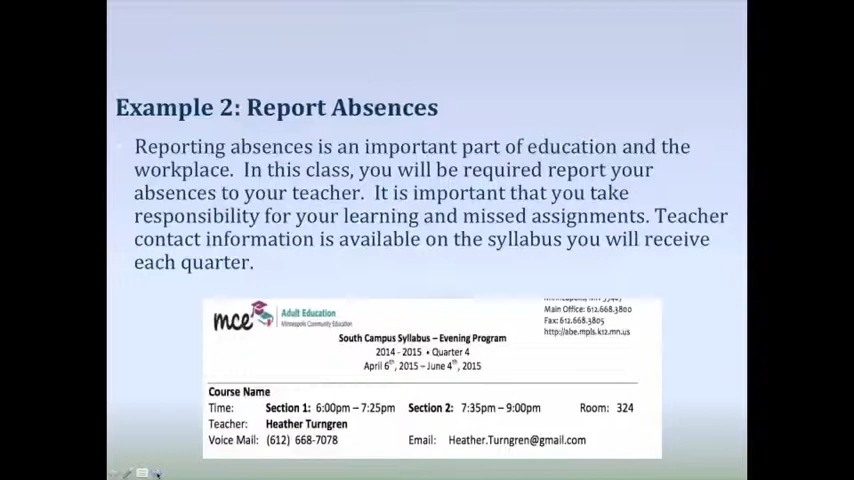 Example 2: Report Absences
Reporting absences is an important part of education and the
workplace. In this class, you will be required report your
absences to your teacher. It is important that you take
responsibility for your learning and missed assignments. Teacher
contact information is available on the syllabus you will receive
each quarter.
mce Adult Education
Minneapolis Community Education
Main Office: 612.668.3800
Fax: 612.668.3805
http://abe.mpls.k12.mn.us
South Campus Syllabus – Evening Program
2014 - 2015 • Quarter 4
April 6th, 2015 – June 4th, 2015
Course Name
Time: Section 1: 6:00pm – 7:25pm Section 2: 7:35pm – 9:00pm Room: 324
Teacher: Heather Turngren
Voice Mail: (612) 668-7078 Email: Heather.Turngren@gmail.com